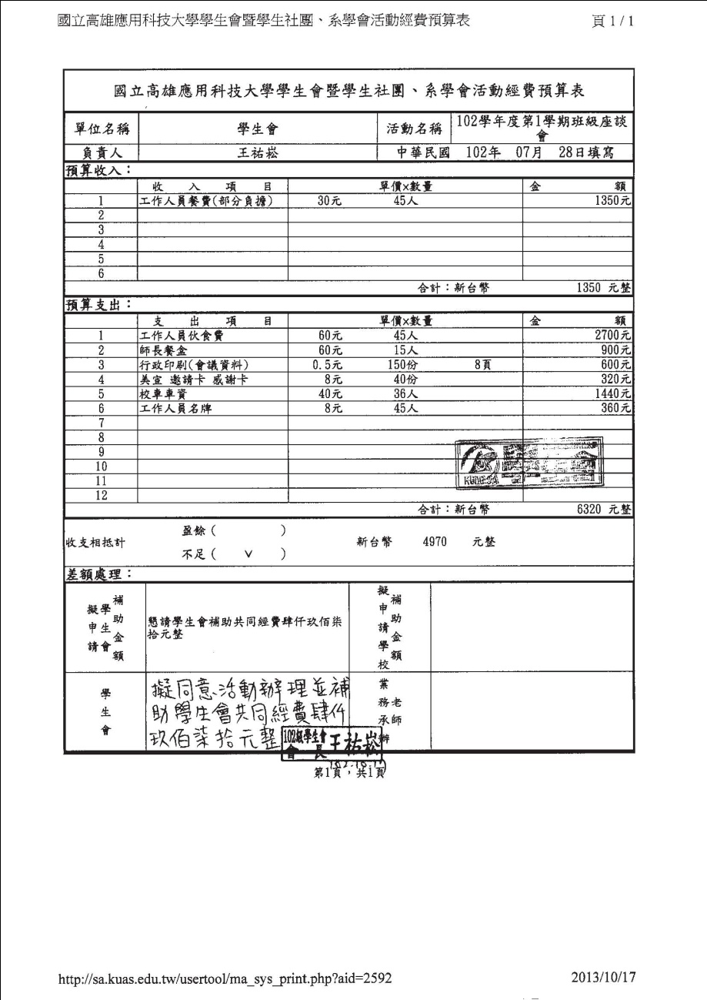 國立高雄應用科技大學學生會暨學生社團、系學會活動經費預算表 頁 1 / 1
國立高雄應用科技大學學生會暨學生社團、系學會活動經費預算表
單位名稱 學生會 活動名稱 102學年度第1學期班級座談會
負責人 王祐崧 中華民國 102年 07月 28日填寫
預算收入：
收 入 項 目 單價×數量 金 額
1 工作人員餐費(部分負擔) 30元 45人 1350元
2
3
4
5
6
合計：新台幣 1350 元整
預算支出：
支 出 項 目 單價×數量 金 額
1 工作人員伙食費 60元 45人 2700元
2 師長餐盒 60元 15人 900元
3 行政印刷(會議資料) 0.5元 150份 8頁 600元
4 美宣 邀請卡 感謝卡 8元 40份 320元
5 校車車資 40元 36人 1440元
6 工作人員名牌 8元 45人 360元
7
8
9
10
11
12
合計：新台幣 6320 元整
收支相抵計 盈餘 ( )
不足 ( ∨ ) 新台幣 4970 元整
差額處理：
擬申請學生會補助金額
懇請學生會補助共同經費肆仟玖佰柒
拾元整
擬申請學校補助金額
學生會
擬同意活動辦理並補
助學生會共同經費肆仟
玖佰柒拾元整
102級學生會
會長 王祐崧
業務承辦老師
第1頁，共1頁
http://sa.kuas.edu.tw/usertool/ma_sys_print.php?aid=2592 2013/10/17